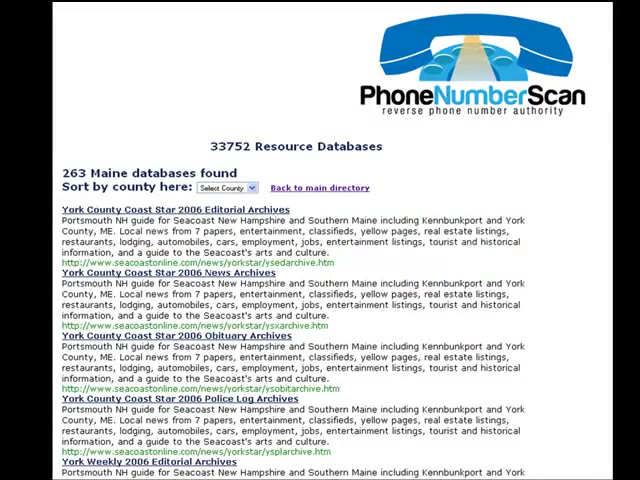 PhoneNumberScan
reverse phone number authority
33752 Resource Databases
263 Maine databases found
Sort by county here: Select County Back to main directory
York County Coast Star 2006 Editorial Archives
Portsmouth NH guide for Seacoast New Hampshire and Southern Maine including Kennbunkport and York
County, ME. Local news from 7 papers, entertainment, classifieds, yellow pages, real estate listings,
restaurants, lodging, automobiles, cars, employment, jobs, entertainment listings, tourist and historical
information, and a guide to the Seacoast's arts and culture.
http://www.seacoastonline.com/news/yorkstar/ysedarchive.htm
York County Coast Star 2006 News Archives
Portsmouth NH guide for Seacoast New Hampshire and Southern Maine including Kennbunkport and York
County, ME. Local news from 7 papers, entertainment, classifieds, yellow pages, real estate listings,
restaurants, lodging, automobiles, cars, employment, jobs, entertainment listings, tourist and historical
information, and a guide to the Seacoast's arts and culture.
http://www.seacoastonline.com/news/yorkstar/ysxarchive.htm
York County Coast Star 2006 Obituary Archives
Portsmouth NH guide for Seacoast New Hampshire and Southern Maine including Kennbunkport and York
County, ME. Local news from 7 papers, entertainment, classifieds, yellow pages, real estate listings,
restaurants, lodging, automobiles, cars, employment, jobs, entertainment listings, tourist and historical
information, and a guide to the Seacoast's arts and culture.
http://www.seacoastonline.com/news/yorkstar/ysobitarchive.htm
York County Coast Star 2006 Police Log Archives
Portsmouth NH guide for Seacoast New Hampshire and Southern Maine including Kennbunkport and York
County, ME. Local news from 7 papers, entertainment, classifieds, yellow pages, real estate listings,
restaurants, lodging, automobiles, cars, employment, jobs, entertainment listings, tourist and historical
information, and a guide to the Seacoast's arts and culture.
http://www.seacoastonline.com/news/yorkstar/ysplarchive.htm
York Weekly 2006 Editorial Archives
Portsmouth NH guide for Seacoast New Hampshire and Southern Maine including Kennbunkport and York